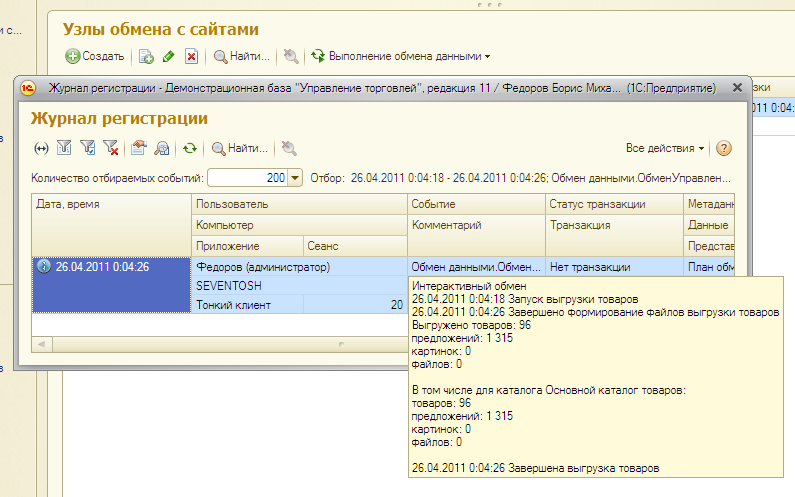 и с...
Узлы обмена с сайтами
Создать Найти... Выполнение обмена данными
Журнал регистрации - Демонстрационная база "Управление торговлей", редакция 11 / Федоров Борис Миха... (1С:Предприятие)
зки
Журнал регистрации
011 0:04:
Найти... Все действия
Количество отбираемых событий: 200 Отбор: 26.04.2011 0:04:18 - 26.04.2011 0:04:26; Обмен данными.ОбменУправлен...
Дата, время Пользователь Событие Статус транзакции Метаданн
Компьютер Комментарий Транзакция Данные
Приложение Сеанс Представ
26.04.2011 0:04:26 Федоров (администратор) Обмен данными.Обмен... Нет транзакции План обм
SEVENTOSH
Тонкий клиент 20
Интерактивный обмен
26.04.2011 0:04:18 Запуск выгрузки товаров
26.04.2011 0:04:26 Завершено формирование файлов выгрузки товаров
Выгружено товаров: 96
предложений: 1 315
картинок: 0
файлов: 0
В том числе для каталога Основной каталог товаров:
товаров: 96
предложений: 1 315
картинок: 0
файлов: 0
26.04.2011 0:04:26 Завершена выгрузка товаров